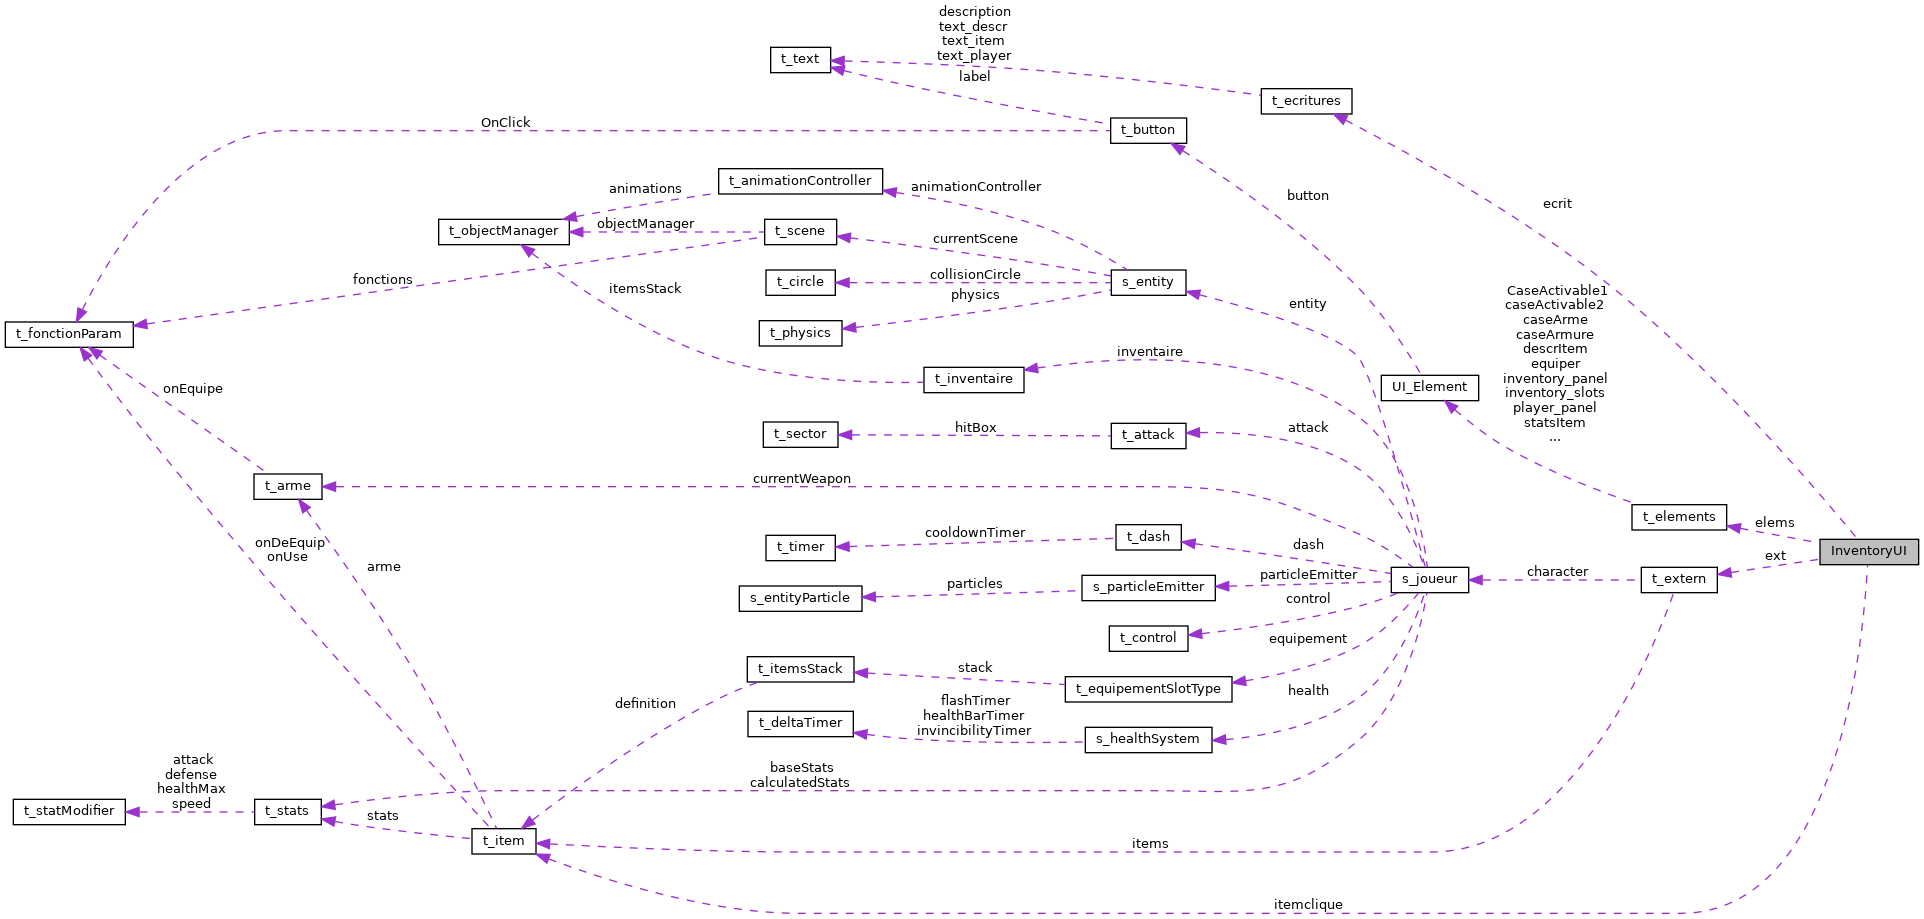 description
text_descr
text_item
text_player
t_text
label
t_ecritures
OnClick
t_button
t_animationController
animations
animationController
button
ecrit
t_objectManager
objectManager
t_scene
currentScene
fonctions
collisionCircle
t_circle
s_entity
itemsStack
physics
entity
CaseActivable1
caseActivable2
caseArme
caseArmure
descrItem
equiper
inventory_panel
inventory_slots
player_panel
statsItem
...
t_fonctionParam
t_physics
inventaire
t_inventaire
UI_Element
onEquipe
t_sector
hitBox
t_attack
attack
t_arme
currentWeapon
t_elements
elems
InventoryUI
onDeEquip
onUse
arme
t_timer
cooldownTimer
t_dash
dash
ext
s_entityParticle
particles
s_particleEmitter
particleEmitter
s_joueur
character
t_extern
control
t_control
equipement
t_itemsStack
stack
t_equipementSlotType
definition
health
t_deltaTimer
flashTimer
healthBarTimer
invincibilityTimer
s_healthSystem
attack
defense
healthMax
speed
baseStats
calculatedStats
t_statModifier
t_stats
stats
t_item
items
itemclique